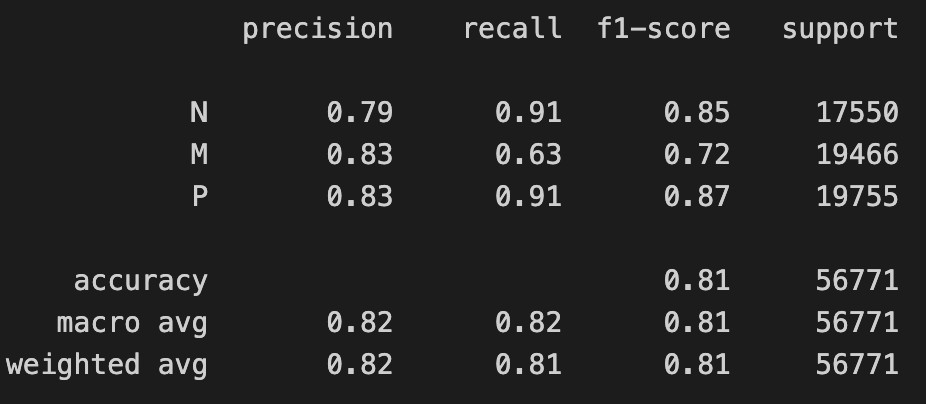 precision recall f1-score support
N 0.79 0.91 0.85 17550
M 0.83 0.63 0.72 19466
P 0.83 0.91 0.87 19755
accuracy 0.81 56771
macro avg 0.82 0.82 0.81 56771
weighted avg 0.82 0.81 0.81 56771